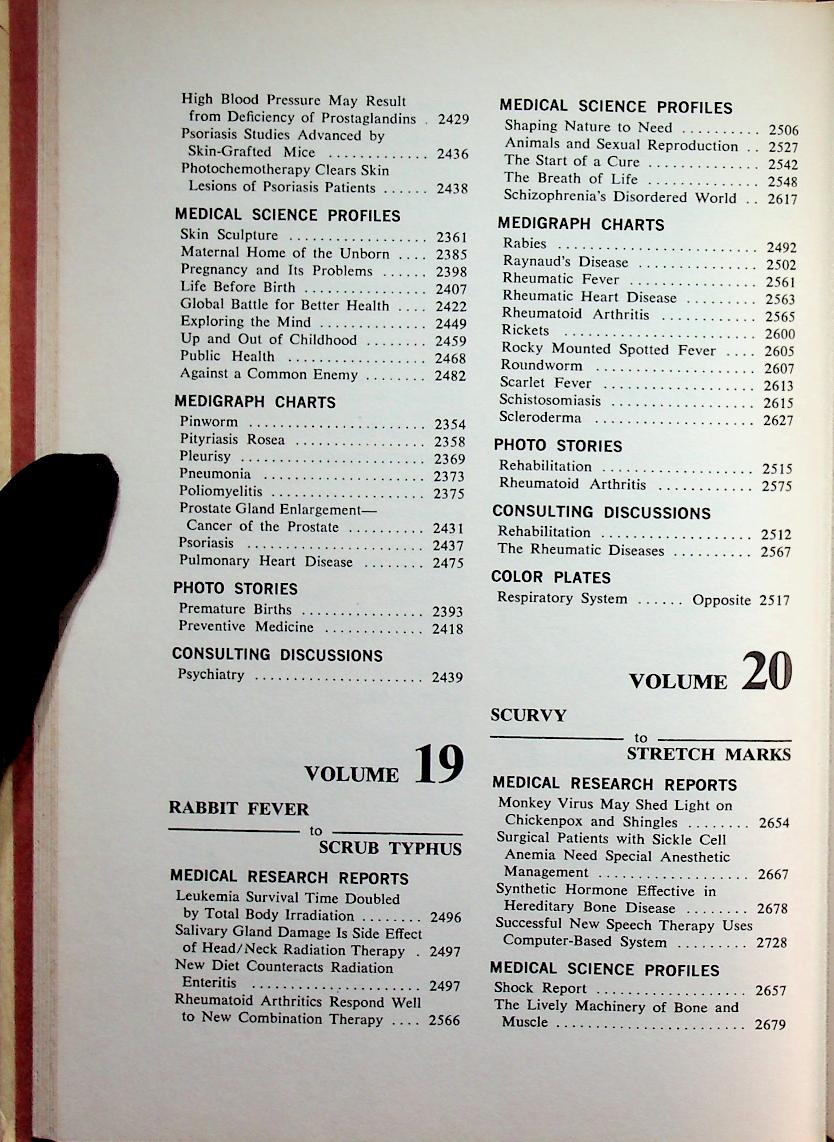 High Blood Pressure May Result
from Deficiency of Prostaglandins . 2429
Psoriasis Studies Advanced by
Skin-Grafted Mice ............. 2436
Photochemotherapy Clears Skin
Lesions of Psoriasis Patients ...... 2438
MEDICAL SCIENCE PROFILES
Skin Sculpture .................. 2361
Maternal Home of the Unborn .... 2385
Pregnancy and Its Problems ...... 2398
Life Before Birth ................ 2407
Global Battle for Better Health .... 2422
Exploring the Mind .............. 2449
Up and Out of Childhood ........ 2459
Public Health .................. 2468
Against a Common Enemy ........ 2482
MEDIGRAPH CHARTS
Pinworm ...................... 2354
Pityriasis Rosea ................. 2358
Pleurisy ........................ 2369
Pneumonia ..................... 2373
Poliomyelitis .................... 2375
Prostate Gland Enlargement—
Cancer of the Prostate .......... 2431
Psoriasis ....................... 2437
Pulmonary Heart Disease ........ 2475
PHOTO STORIES
Premature Births ................ 2393
Preventive Medicine ............. 2418
CONSULTING DISCUSSIONS
Psychiatry ...................... 2439
VOLUME 19
RABBIT FEVER
to
SCRUB TYPHUS
MEDICAL RESEARCH REPORTS
Leukemia Survival Time Doubled
by Total Body Irradiation ........ 2496
Salivary Gland Damage Is Side Effect
of Head/Neck Radiation Therapy . 2497
New Diet Counteracts Radiation
Enteritis ...................... 2497
Rheumatoid Arthritics Respond Well
to New Combination Therapy .... 2566
MEDICAL SCIENCE PROFILES
Shaping Nature to Need .......... 2506
Animals and Sexual Reproduction .. 2527
The Start of a Cure .............. 2542
The Breath of Life .............. 2548
Schizophrenia's Disordered World .. 2617
MEDIGRAPH CHARTS
Rabies .......................... 2492
Raynaud's Disease ............... 2502
Rheumatic Fever ................ 2561
Rheumatic Heart Disease ......... 2563
Rheumatoid Arthritis ............ 2565
Rickets ........................ 2600
Rocky Mounted Spotted Fever .... 2605
Roundworm .................... 2607
Scarlet Fever .................... 2613
Schistosomiasis ................... 2615
Scleroderma ...................... 2627
PHOTO STORIES
Rehabilitation ................... 2515
Rheumatoid Arthritis ............ 2575
CONSULTING DISCUSSIONS
Rehabilitation ................... 2512
The Rheumatic Diseases .......... 2567
COLOR PLATES
Respiratory System ...... Opposite 2517
VOLUME 20
SCURVY
to
STRETCH MARKS
MEDICAL RESEARCH REPORTS
Monkey Virus May Shed Light on
Chickenpox and Shingles ........ 2654
Surgical Patients with Sickle Cell
Anemia Need Special Anesthetic
Management ................... 2667
Synthetic Hormone Effective in
Hereditary Bone Disease ........ 2678
Successful New Speech Therapy Uses
Computer-Based System ......... 2728
MEDICAL SCIENCE PROFILES
Shock Report ................... 2657
The Lively Machinery of Bone and
Muscle ......................... 2679